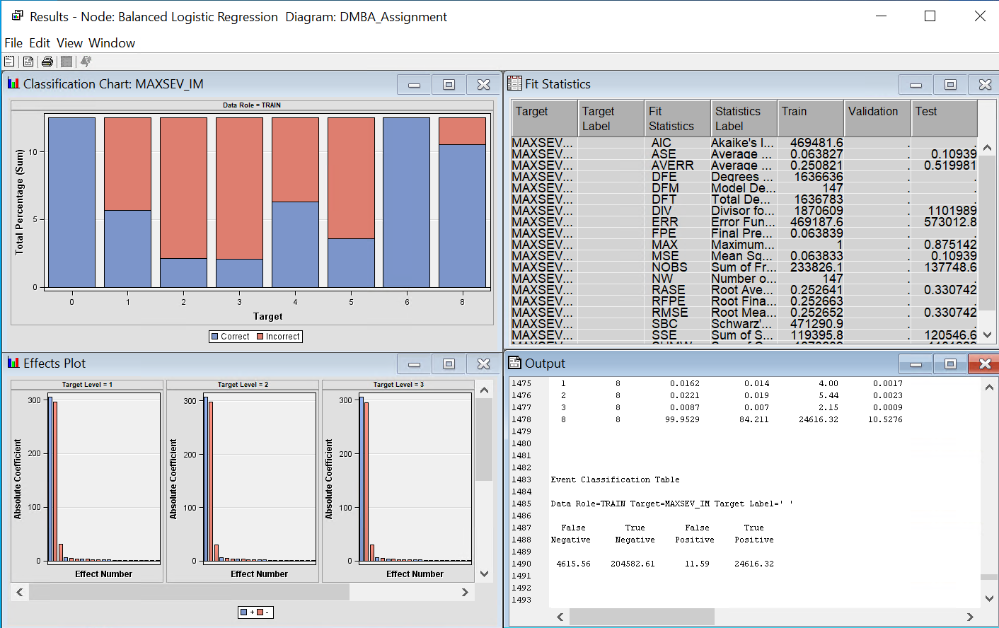 Results - Node: Balanced Logistic Regression Diagram: DMBA_Assignment
File Edit View Window
Classification Chart: MAXSEV_IM
Data Role = TRAIN
Total Percentage (Sum)
10
5
0
0 1 2 3 4 5 6 8
Target
Correct Incorrect
Fit Statistics
Target Target Label Fit Statistics Statistics Label Train Validation Test
MAXSEV... AIC Akaike's I... 469481.6 . .
MAXSEV... ASE Average ... 0.063827 . 0.10939
MAXSEV... AVERR Average ... 0.250821 . 0.519981
MAXSEV... DFE Degrees ... 1636636 . .
MAXSEV... DFM Model De... 147 . .
MAXSEV... DFT Total De... 1636783 . .
MAXSEV... DIV Divisor fo... 1870609 . 1101989
MAXSEV... ERR Error Fun... 469187.6 . 573012.8
MAXSEV... FPE Final Pre... 0.063839 . .
MAXSEV... MAX Maximum... 1 . 0.875142
MAXSEV... MSE Mean Sq... 0.063833 . 0.10939
MAXSEV... NOBS Sum of Fr... 233826.1 . 137748.6
MAXSEV... NW Number o... 147 . .
MAXSEV... RASE Root Ave... 0.252641 . 0.330742
MAXSEV... RFPE Root Fina... 0.252663 . .
MAXSEV... RMSE Root Mea... 0.252652 . 0.330742
MAXSEV... SBC Schwarz'... 471290.9 . .
MAXSEV... SSE Sum of S... 119395.8 . 120546.6
Effects Plot
Target Level = 1
Absolute Coefficient
300
200
100
0
Effect Number
Target Level = 2
Absolute Coefficient
300
200
100
0
Effect Number
Target Level = 3
Absolute Coefficient
300
200
100
0
Effect Number
+ -
Output
1475 1 8 0.0162 0.014 4.00 0.0017
1476 2 8 0.0221 0.019 5.44 0.0023
1477 3 8 0.0087 0.007 2.15 0.0009
1478 8 8 99.9529 84.211 24616.32 10.5276
1479
1480
1481
1482
1483 Event Classification Table
1484
1485 Data Role=TRAIN Target=MAXSEV_IM Target Label=' '
1486
1487 False True False True
1488 Negative Negative Positive Positive
1489
1490 4615.56 204582.61 11.59 24616.32
1491
1492
1493